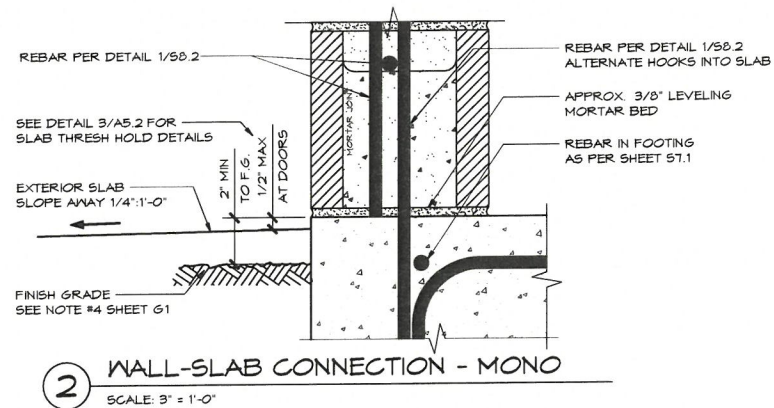 REBAR PER DETAIL 1/S8.2
SEE DETAIL 3/A5.2 FOR
SLAB THRESH HOLD DETAILS
EXTERIOR SLAB
SLOPE AWAY 1/4":1'-0"
FINISH GRADE
SEE NOTE #4 SHEET G1
2" MIN
TO F.G.
1/2" MAX
AT DOORS
MORTAR JOINT
REBAR PER DETAIL 1/S8.2
ALTERNATE HOOKS INTO SLAB
APPROX. 3/8" LEVELING
MORTAR BED
REBAR IN FOOTING
AS PER SHEET S7.1
2
WALL-SLAB CONNECTION - MONO
SCALE: 3" = 1'-0"